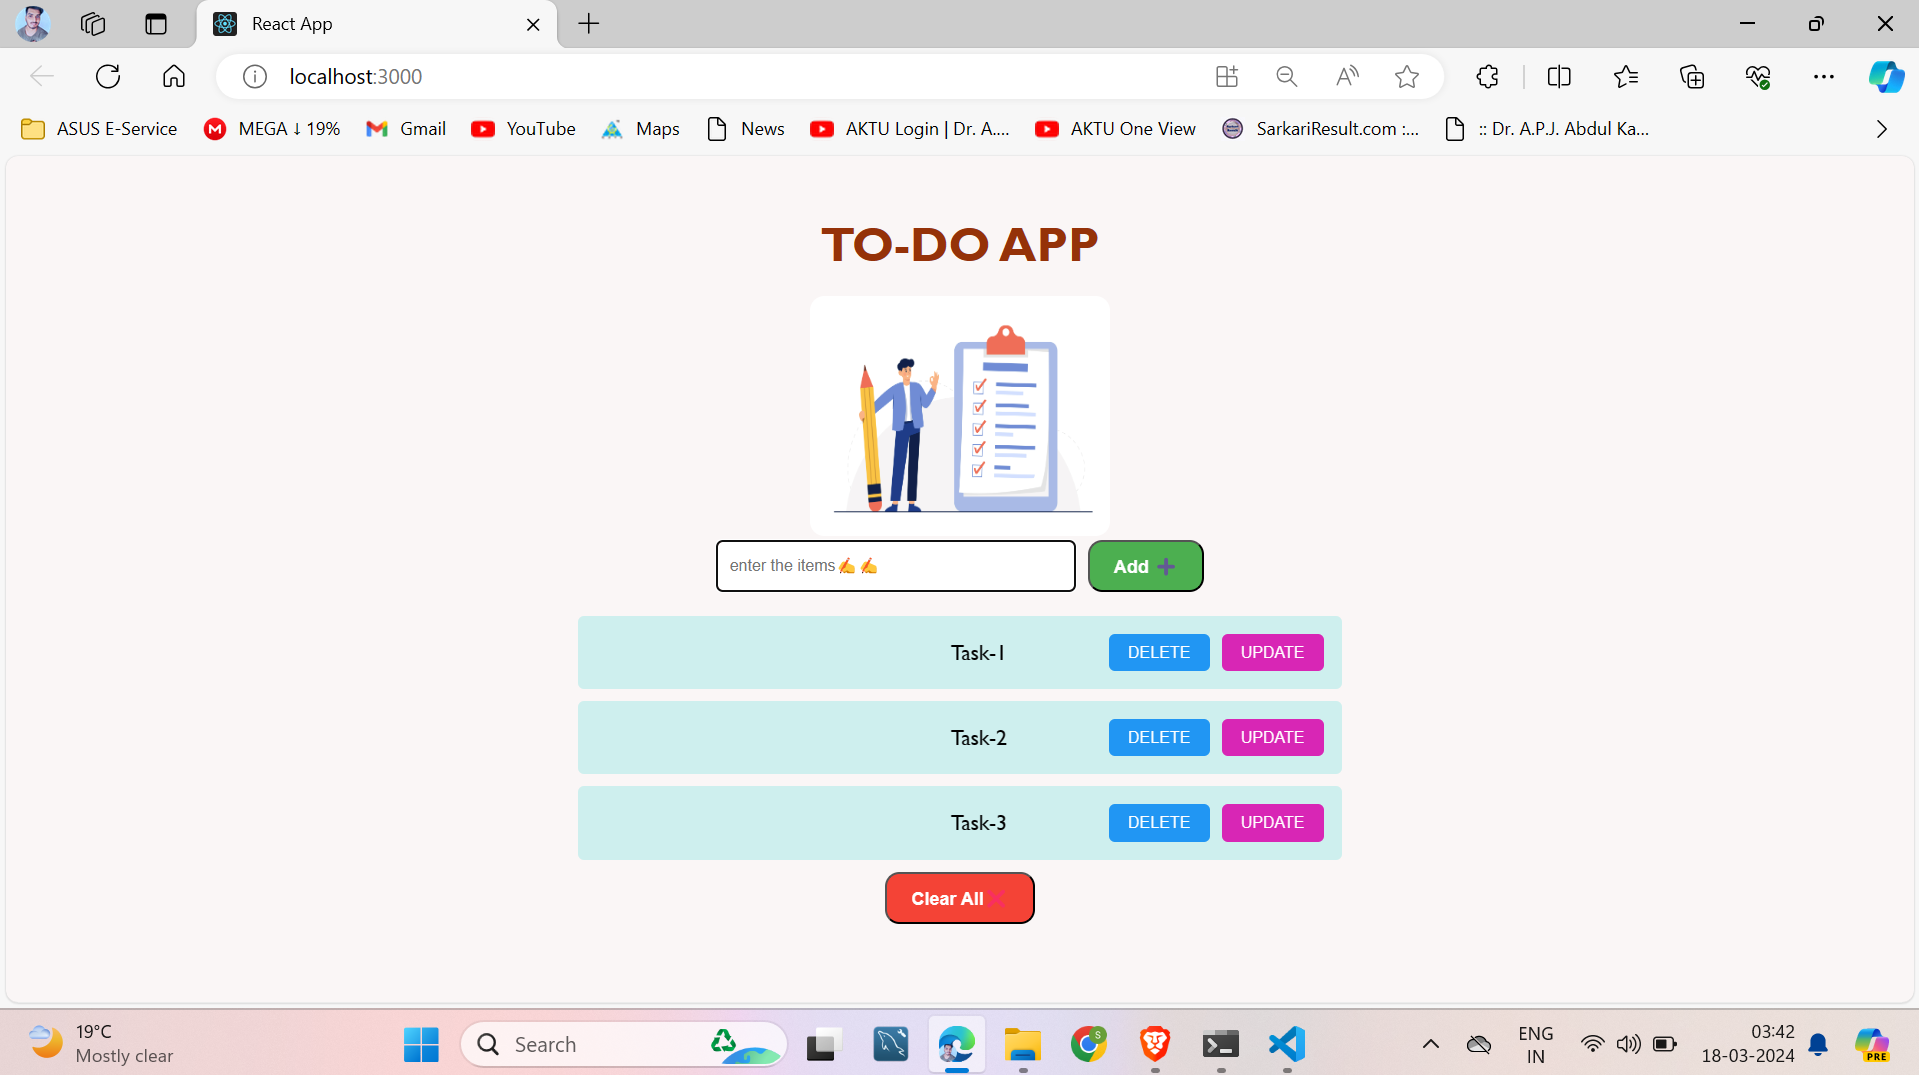 React App
localhost:3000
ASUS E-Service
MEGA ↓ 19%
Gmail
YouTube
Maps
News
AKTU Login | Dr. A....
AKTU One View
SarkariResult.com :...
:: Dr. A.P.J. Abdul Ka...
TO-DO APP
enter the items✍✍
Add ➕
Task-1 DELETE UPDATE
Task-2 DELETE UPDATE
Task-3 DELETE UPDATE
Clear All❌
19°C
Mostly clear
Search
S
ENG
IN
03:42
18-03-2024
PRE